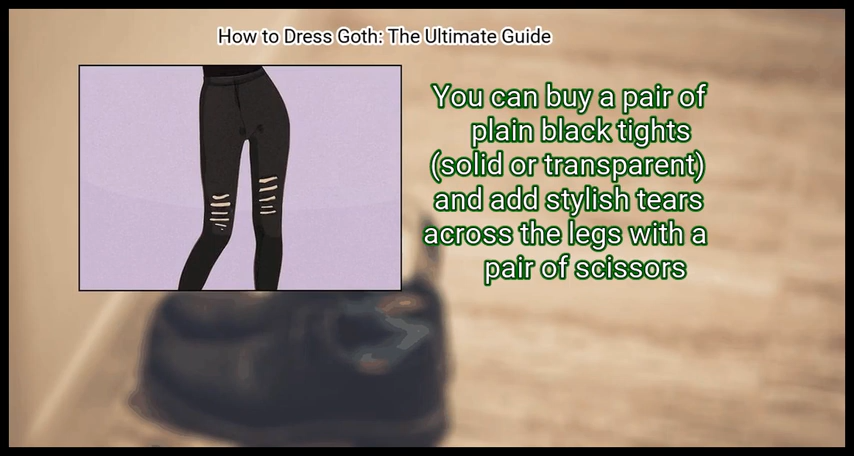 How to Dress Goth: The Ultimate Guide
You can buy a pair of
plain black tights
(solid or transparent)
and add stylish tears
across the legs with a
pair of scissors